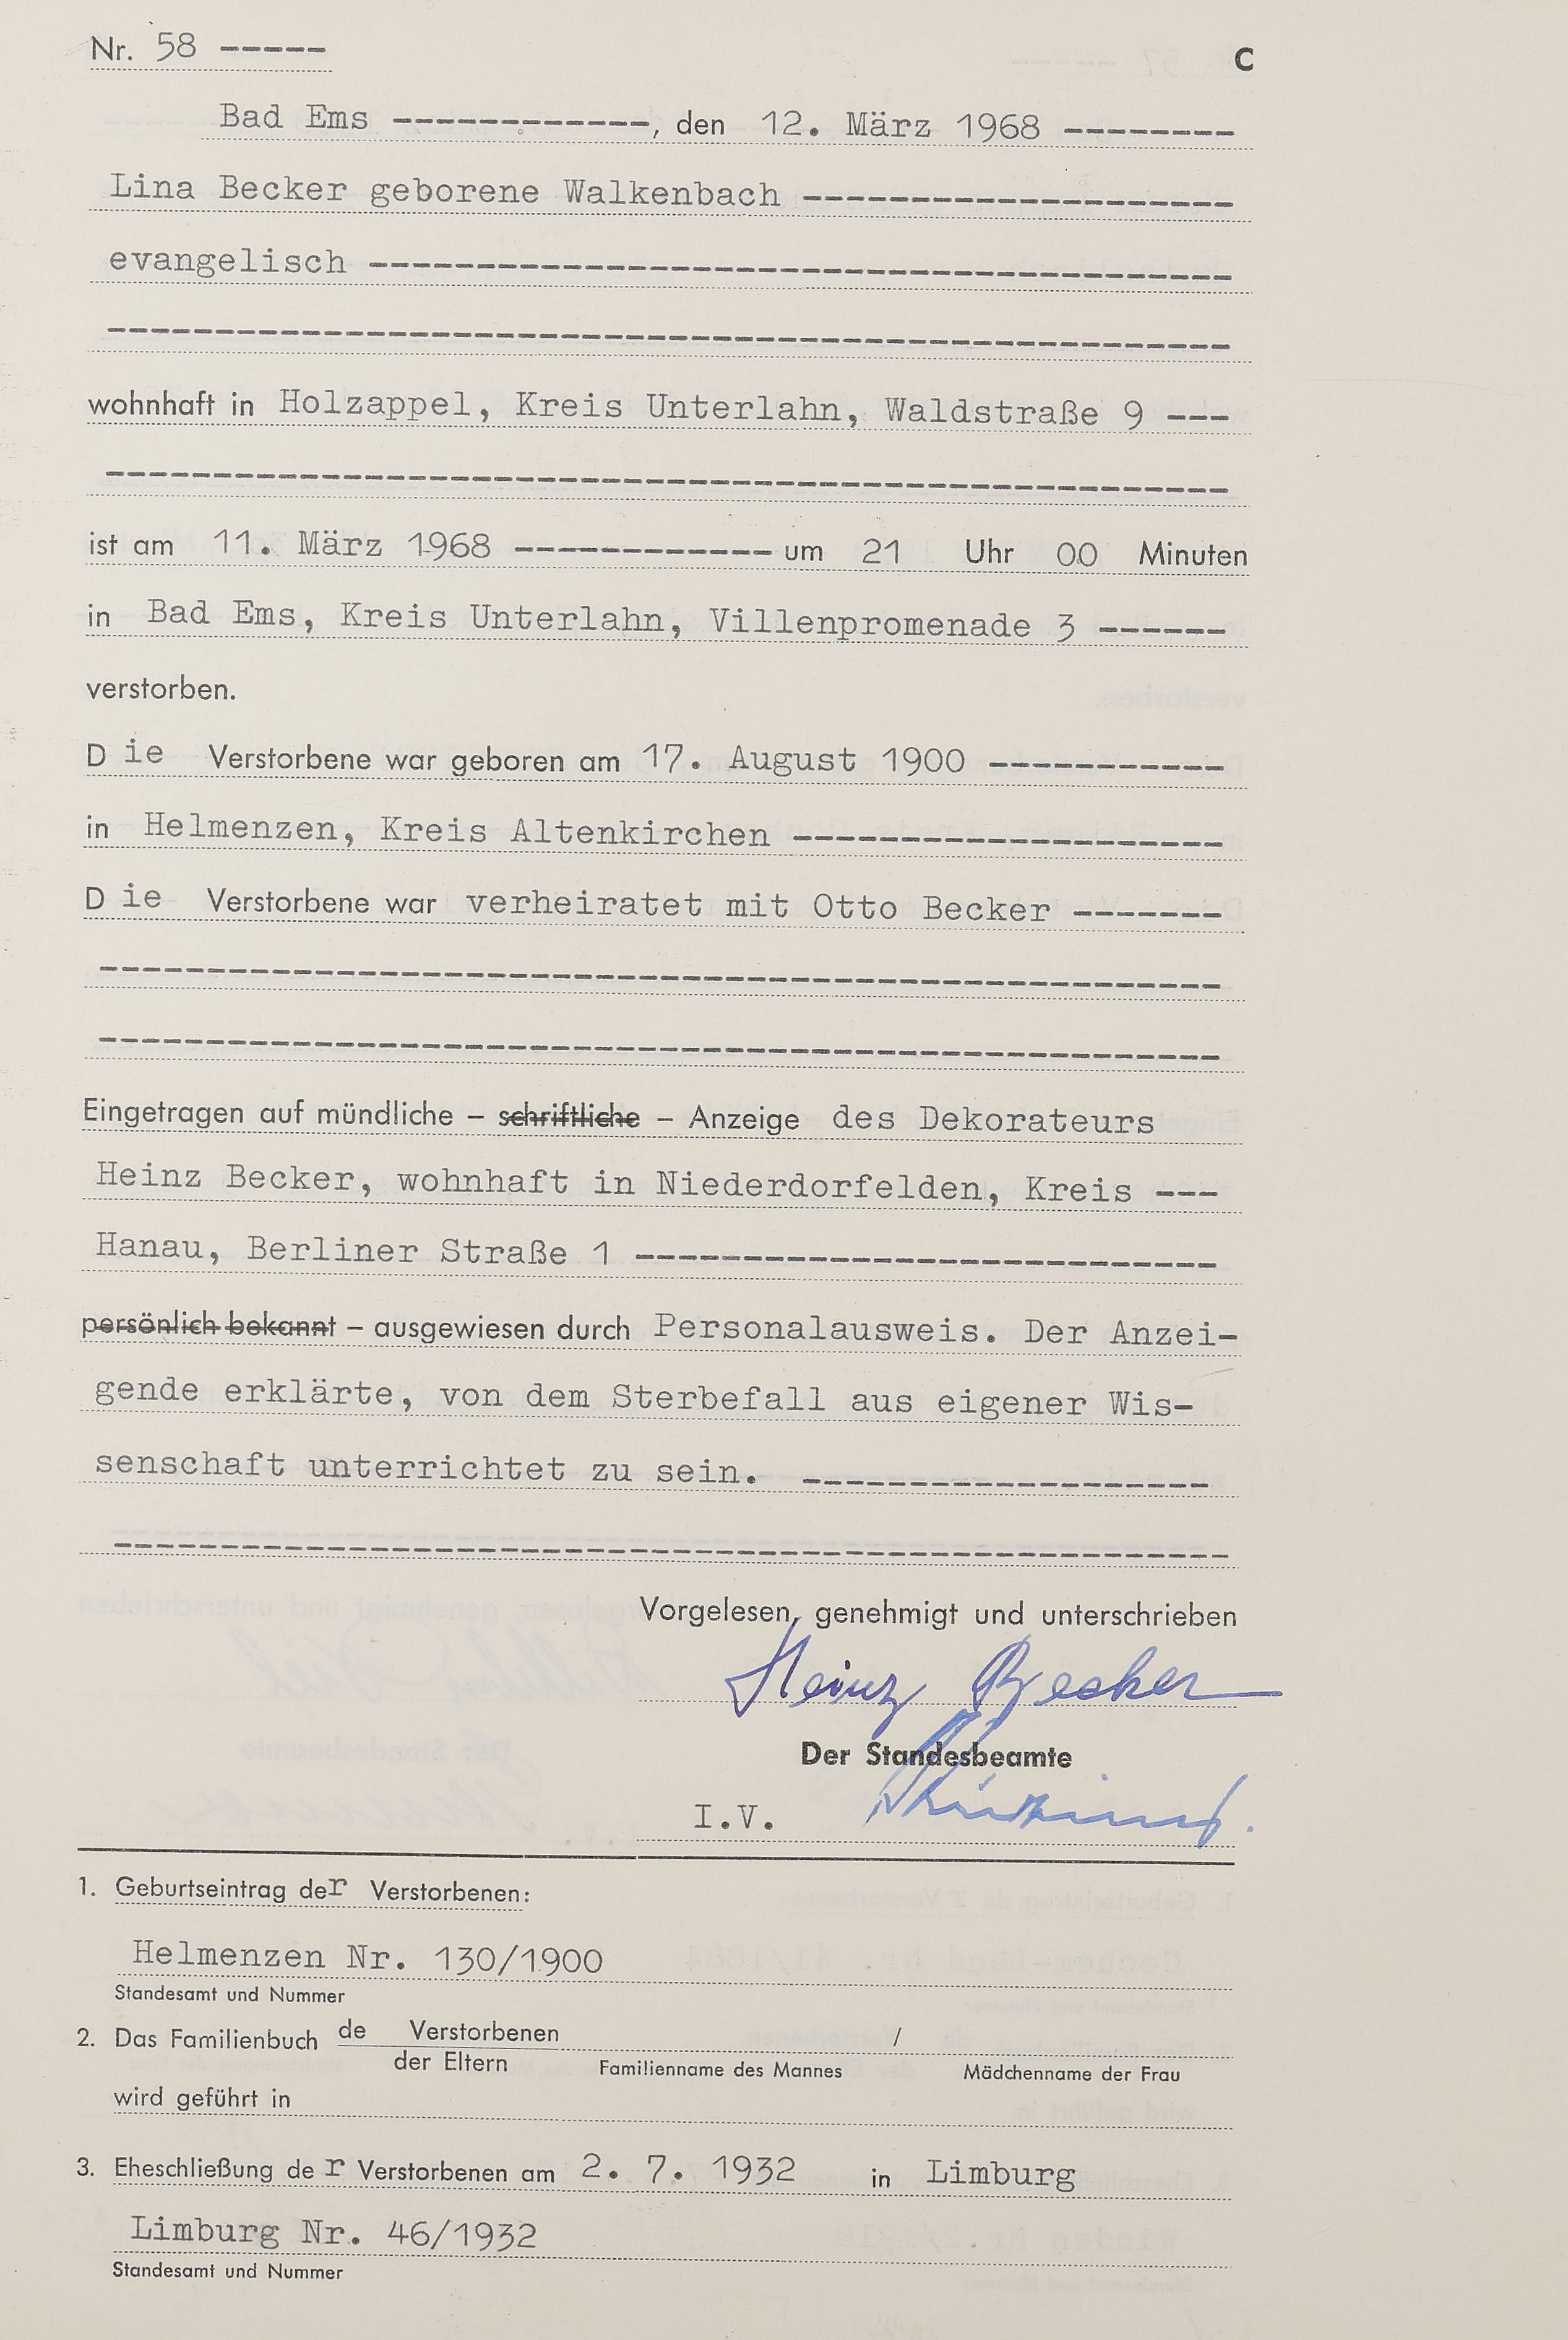 Nr. 58 ----- C
Bad Ems ------------, den 12. März 1968 --------
Lina Becker geborene Walkenbach --------------------
evangelisch ----------------------------------------
----------------------------------------------------
wohnhaft in Holzappel, Kreis Unterlahn, Waldstraße 9 ---
----------------------------------------------------
ist am 11. März 1968 ------------ um 21 Uhr 00 Minuten
in Bad Ems, Kreis Unterlahn, Villenpromenade 3 ------
verstorben.
Die Verstorbene war geboren am 17. August 1900 -----------
in Helmenzen, Kreis Altenkirchen --------------------
Die Verstorbene war verheiratet mit Otto Becker -------
----------------------------------------------------
----------------------------------------------------
Eingetragen auf mündliche – schriftliche – Anzeige des Dekorateurs
Heinz Becker, wohnhaft in Niederdorfelden, Kreis ---
Hanau, Berliner Straße 1 ---------------------------
persönlich bekannt – ausgewiesen durch Personalausweis. Der Anzei-
gende erklärte, von dem Sterbefall aus eigener Wis-
senschaft unterrichtet zu sein. -------------------
----------------------------------------------------
Vorgelesen, genehmigt und unterschrieben
Heinz Becker
Der Standesbeamte
I.V.
1. Geburtseintrag der Verstorbenen:
Helmenzen Nr. 130/1900
Standesamt und Nummer
2. Das Familienbuch de Verstorbenen /
der Eltern Familienname des Mannes Mädchenname der Frau
wird geführt in
3. Eheschließung der Verstorbenen am 2. 7. 1932 in Limburg
Limburg Nr. 46/1932
Standesamt und Nummer